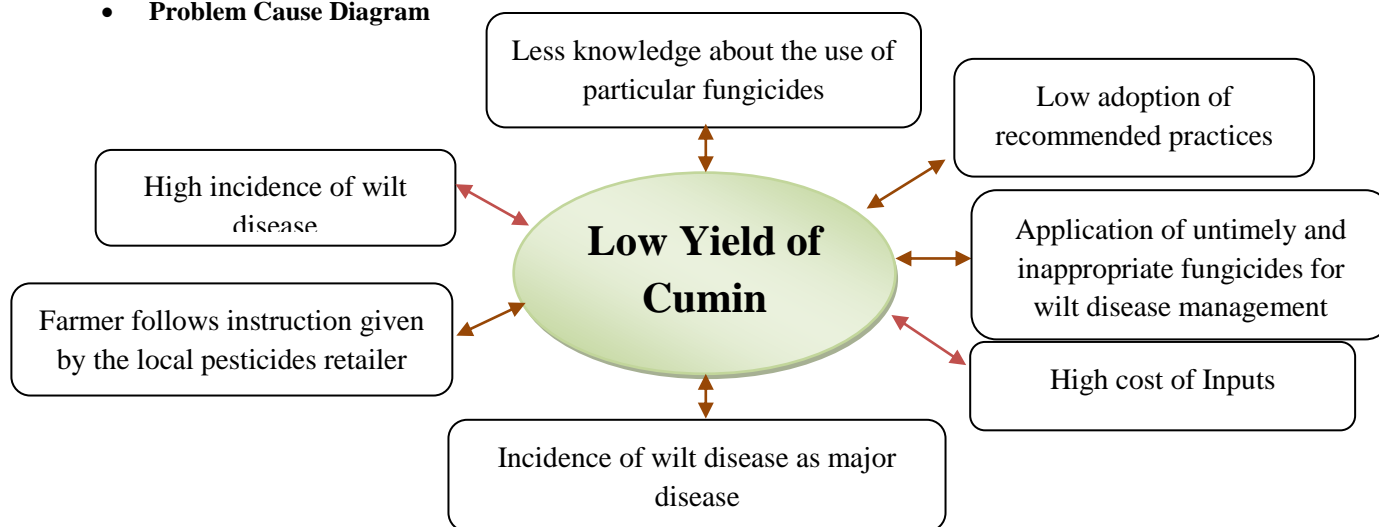 • Problem Cause Diagram
Less knowledge about the use of
particular fungicides
Low adoption of
recommended practices
High incidence of wilt
disease
Low Yield of
Cumin
Application of untimely and
inappropriate fungicides for
wilt disease management
Farmer follows instruction given
by the local pesticides retailer
High cost of Inputs
Incidence of wilt disease as major
disease